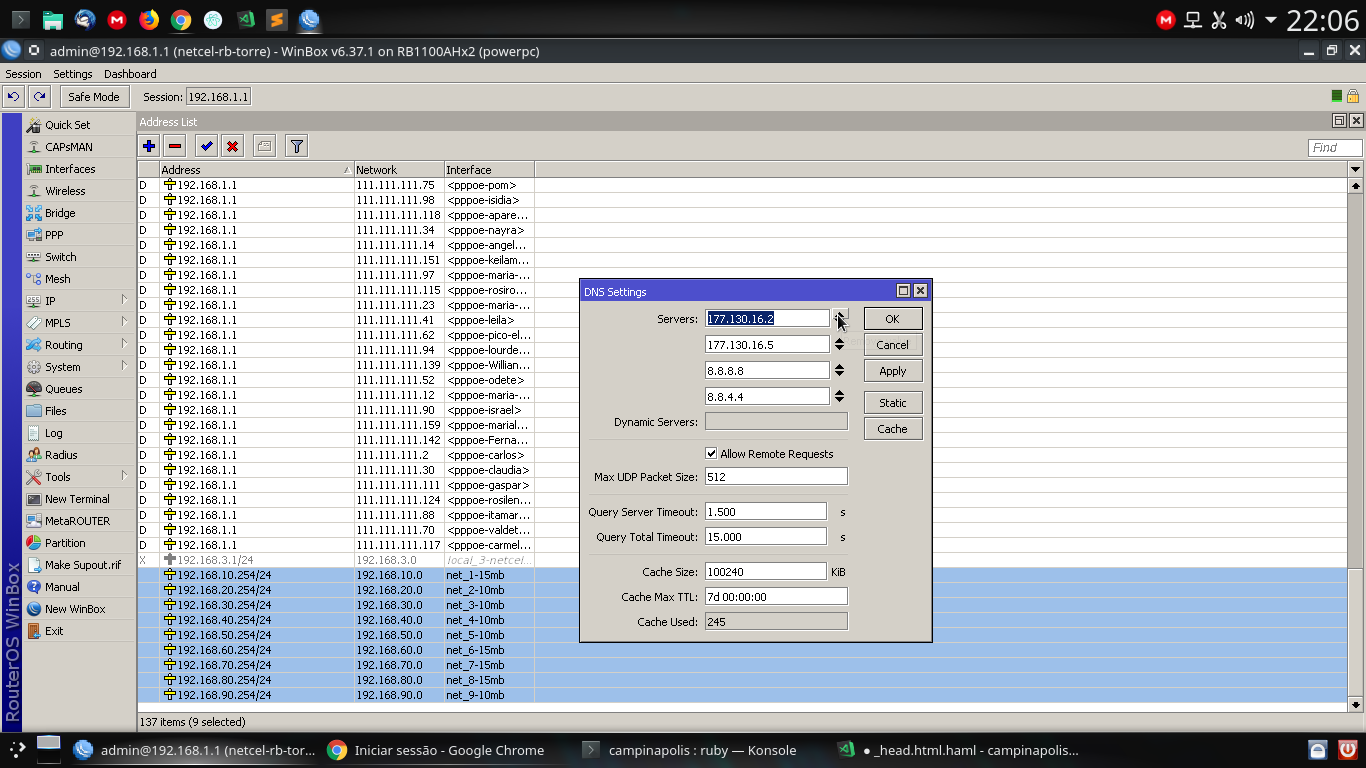 22:06
admin@192.168.1.1 (netcel-rb-torre) - WinBox v6.37.1 on RB1100AHx2 (powerpc)
Session Settings Dashboard
Safe Mode Session: 192.168.1.1
Quick Set
CAPsMAN
Interfaces
Wireless
Bridge
PPP
Switch
Mesh
IP
MPLS
Routing
System
Queues
Files
Log
Radius
Tools
New Terminal
MetaROUTER
Partition
Make Supout.rif
Manual
New WinBox
Exit
RouterOS WinBox
Address List
Find
Address Network Interface
D 192.168.1.1 111.111.111.75 <pppoe-pom>
D 192.168.1.1 111.111.111.98 <pppoe-isidia>
D 192.168.1.1 111.111.111.118 <pppoe-apare...
D 192.168.1.1 111.111.111.34 <pppoe-nayra>
D 192.168.1.1 111.111.111.14 <pppoe-angel...
D 192.168.1.1 111.111.111.151 <pppoe-keilam...
D 192.168.1.1 111.111.111.97 <pppoe-maria-...
D 192.168.1.1 111.111.111.115 <pppoe-rosiro...
D 192.168.1.1 111.111.111.23 <pppoe-maria-...
D 192.168.1.1 111.111.111.41 <pppoe-leila>
D 192.168.1.1 111.111.111.62 <pppoe-pico-el...
D 192.168.1.1 111.111.111.94 <pppoe-lourde...
D 192.168.1.1 111.111.111.139 <pppoe-Willian...
D 192.168.1.1 111.111.111.52 <pppoe-odete>
D 192.168.1.1 111.111.111.12 <pppoe-maria-...
D 192.168.1.1 111.111.111.90 <pppoe-israel>
D 192.168.1.1 111.111.111.159 <pppoe-marial...
D 192.168.1.1 111.111.111.142 <pppoe-Ferna...
D 192.168.1.1 111.111.111.2 <pppoe-carlos>
D 192.168.1.1 111.111.111.30 <pppoe-claudia>
D 192.168.1.1 111.111.111.111 <pppoe-gaspar>
D 192.168.1.1 111.111.111.124 <pppoe-rosilen...
D 192.168.1.1 111.111.111.88 <pppoe-itamar...
D 192.168.1.1 111.111.111.70 <pppoe-valdet...
D 192.168.1.1 111.111.111.117 <pppoe-carmel...
X 192.168.3.1/24 192.168.3.0 local_3-netcel...
192.168.10.254/24 192.168.10.0 net_1-15mb
192.168.20.254/24 192.168.20.0 net_2-10mb
192.168.30.254/24 192.168.30.0 net_3-10mb
192.168.40.254/24 192.168.40.0 net_4-10mb
192.168.50.254/24 192.168.50.0 net_5-10mb
192.168.60.254/24 192.168.60.0 net_6-15mb
192.168.70.254/24 192.168.70.0 net_7-15mb
192.168.80.254/24 192.168.80.0 net_8-10mb
192.168.90.254/24 192.168.90.0 net_9-10mb
137 items (9 selected)
DNS Settings
Servers: 177.130.16.2
177.130.16.5
8.8.8.8
8.8.4.4
Dynamic Servers:
Allow Remote Requests
Max UDP Packet Size: 512
Query Server Timeout: 1.500 s
Query Total Timeout: 15.000 s
Cache Size: 100240 KiB
Cache Max TTL: 7d 00:00:00
Cache Used: 245
OK
Cancel
Apply
Static
Cache
admin@192.168.1.1 (netcel-rb-tor...
Iniciar sessão - Google Chrome
campinapolis : ruby — Konsole
● _head.html.haml - campinapolis...